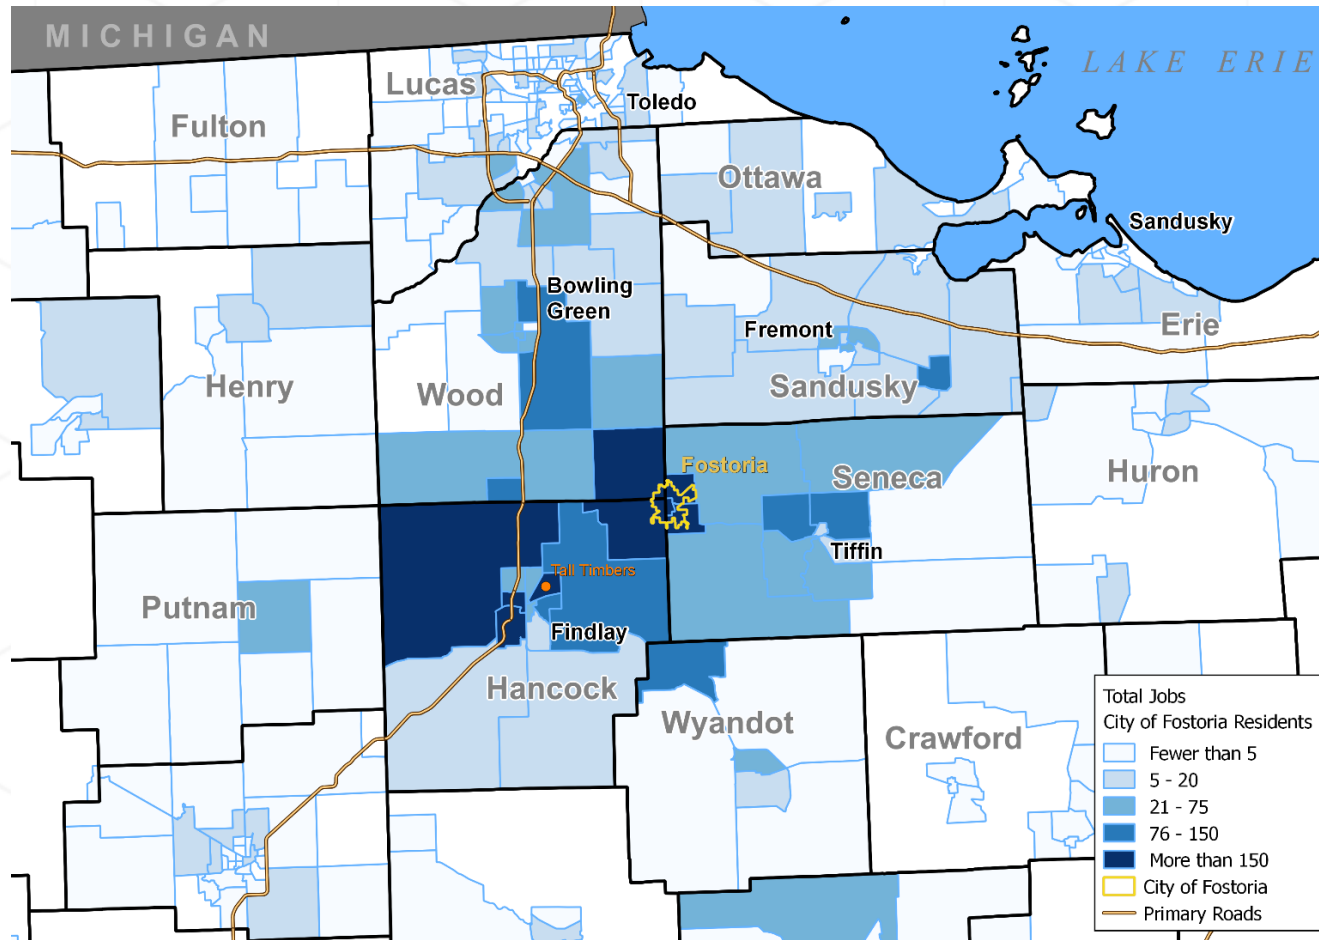 MICHIGAN
LAKE ERIE
Lucas
Toledo
Fulton
Ottawa
Sandusky
Bowling
Green
Fremont
Erie
Henry
Wood
Sandusky
Fostoria
Seneca
Huron
Tiffin
Tall Timbers
Putnam
Findlay
Hancock
Wyandot
Crawford
Total Jobs
City of Fostoria Residents
Fewer than 5
5 - 20
21 - 75
76 - 150
More than 150
City of Fostoria
Primary Roads